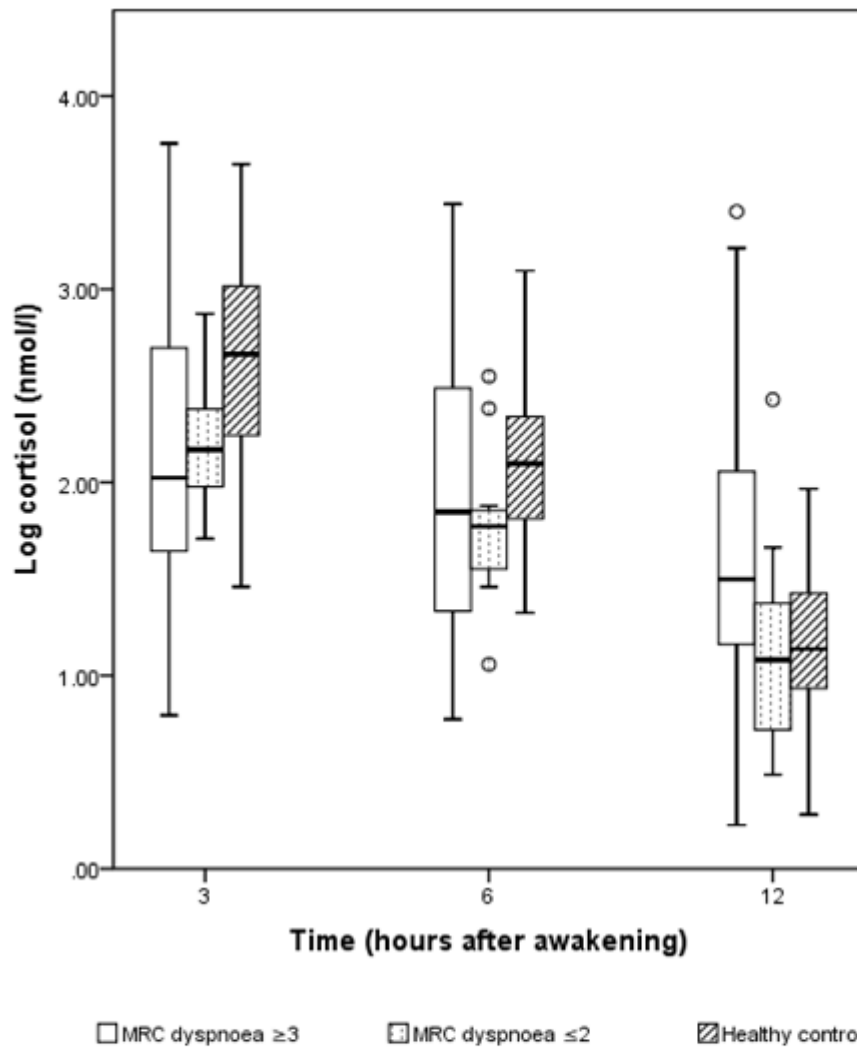 4.00
3.00
2.00
1.00
.00
Log cortisol (nmol/l)
3 6 12
Time (hours after awakening)
MRC dyspnoea ≥3 MRC dyspnoea ≤2 Healthy contro